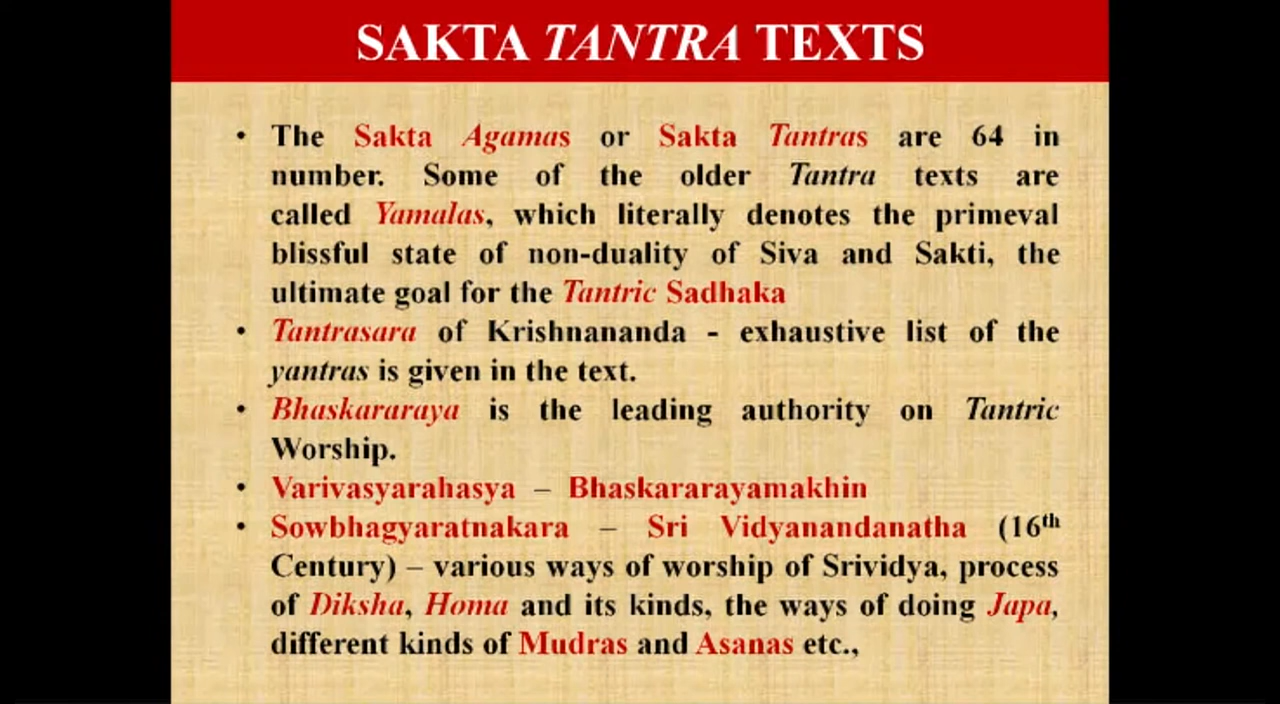 SAKTA TANTRA TEXTS
• The Sakta Agamas or Sakta Tantras are 64 in
number. Some of the older Tantra texts are
called Yamalas, which literally denotes the primeval
blissful state of non-duality of Siva and Sakti, the
ultimate goal for the Tantric Sadhaka
• Tantrasara of Krishnananda - exhaustive list of the
yantras is given in the text.
• Bhaskararaya is the leading authority on Tantric
Worship.
• Varivasyarahasya – Bhaskararayamakhin
• Sowbhagyaratnakara – Sri Vidyanandanatha (16th
Century) – various ways of worship of Srividya, process
of Diksha, Homa and its kinds, the ways of doing Japa,
different kinds of Mudras and Asanas etc.,